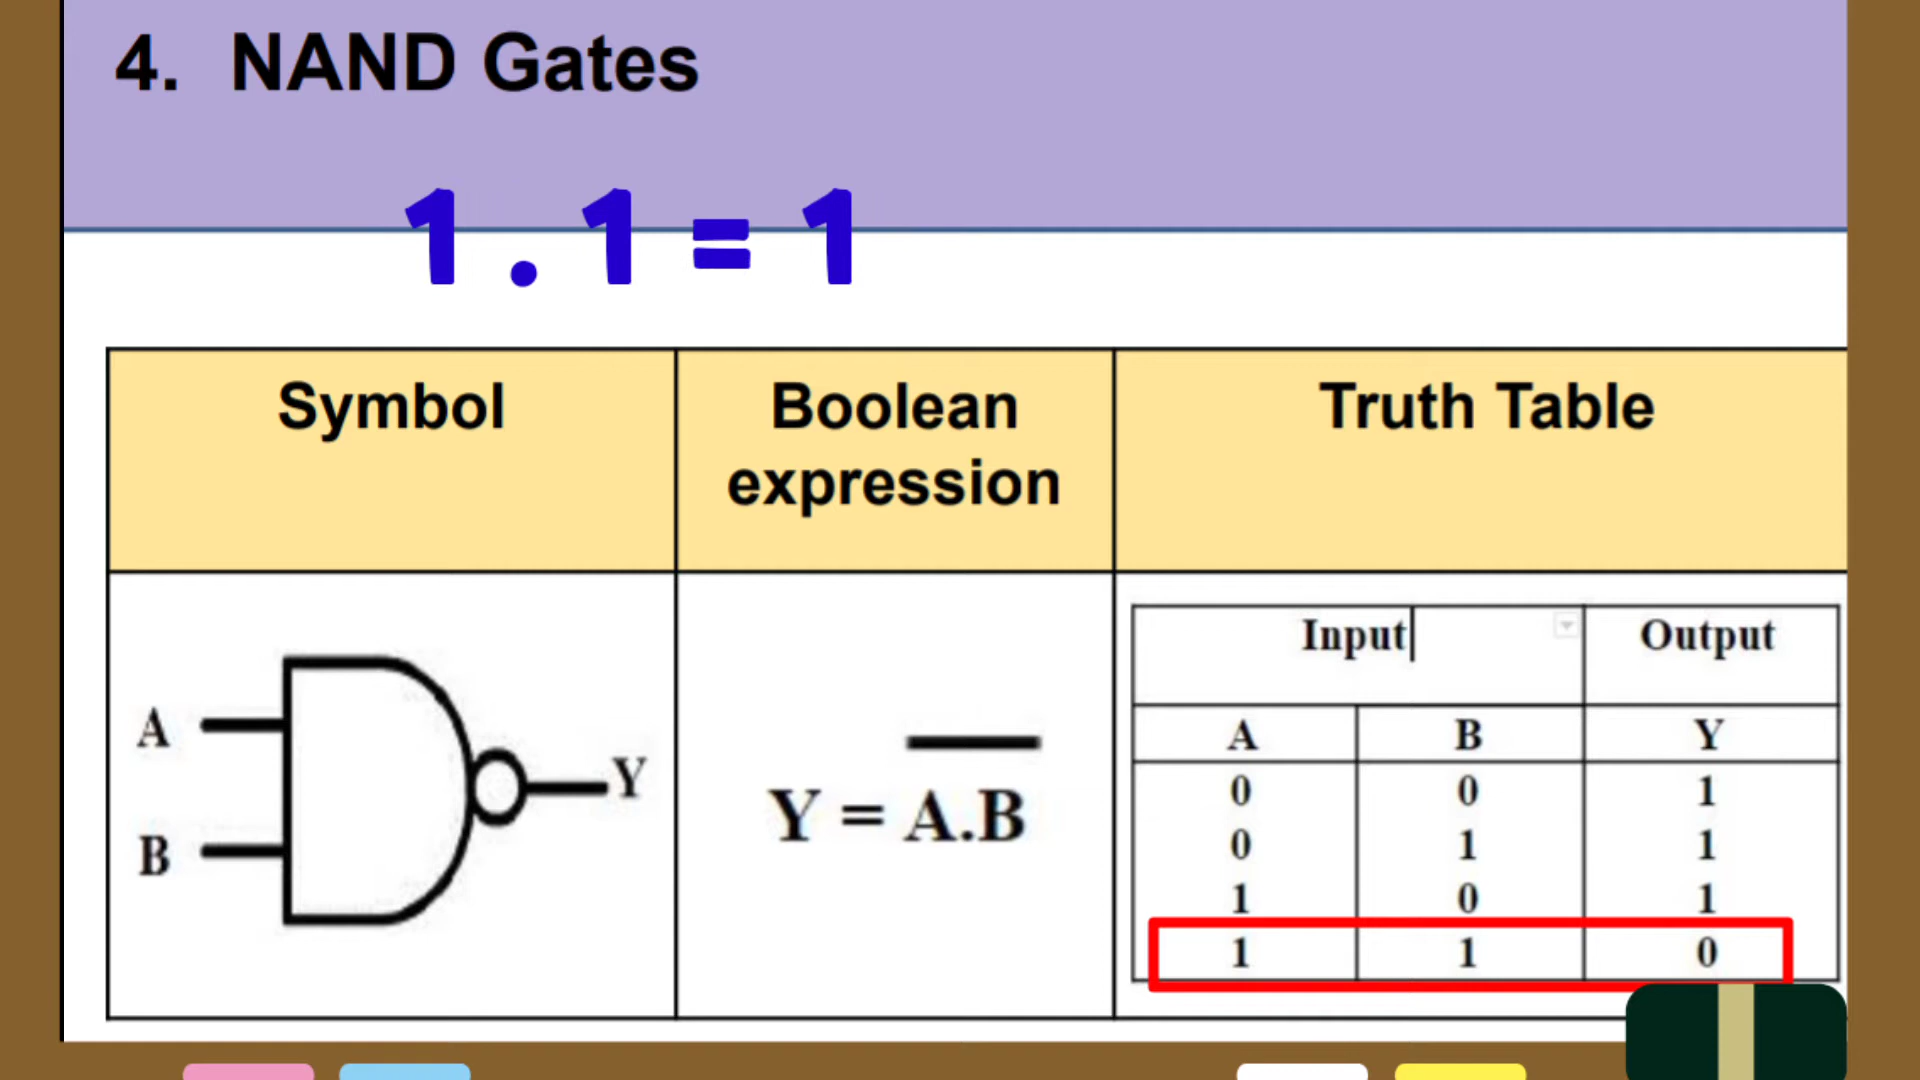 4. NAND Gates
1 . 1 = 1
Symbol
Boolean
expression
Truth Table
A
B
Y
Y = A.B
Input
Output
A B Y
0 0 1
0 1 1
1 0 1
1 1 0